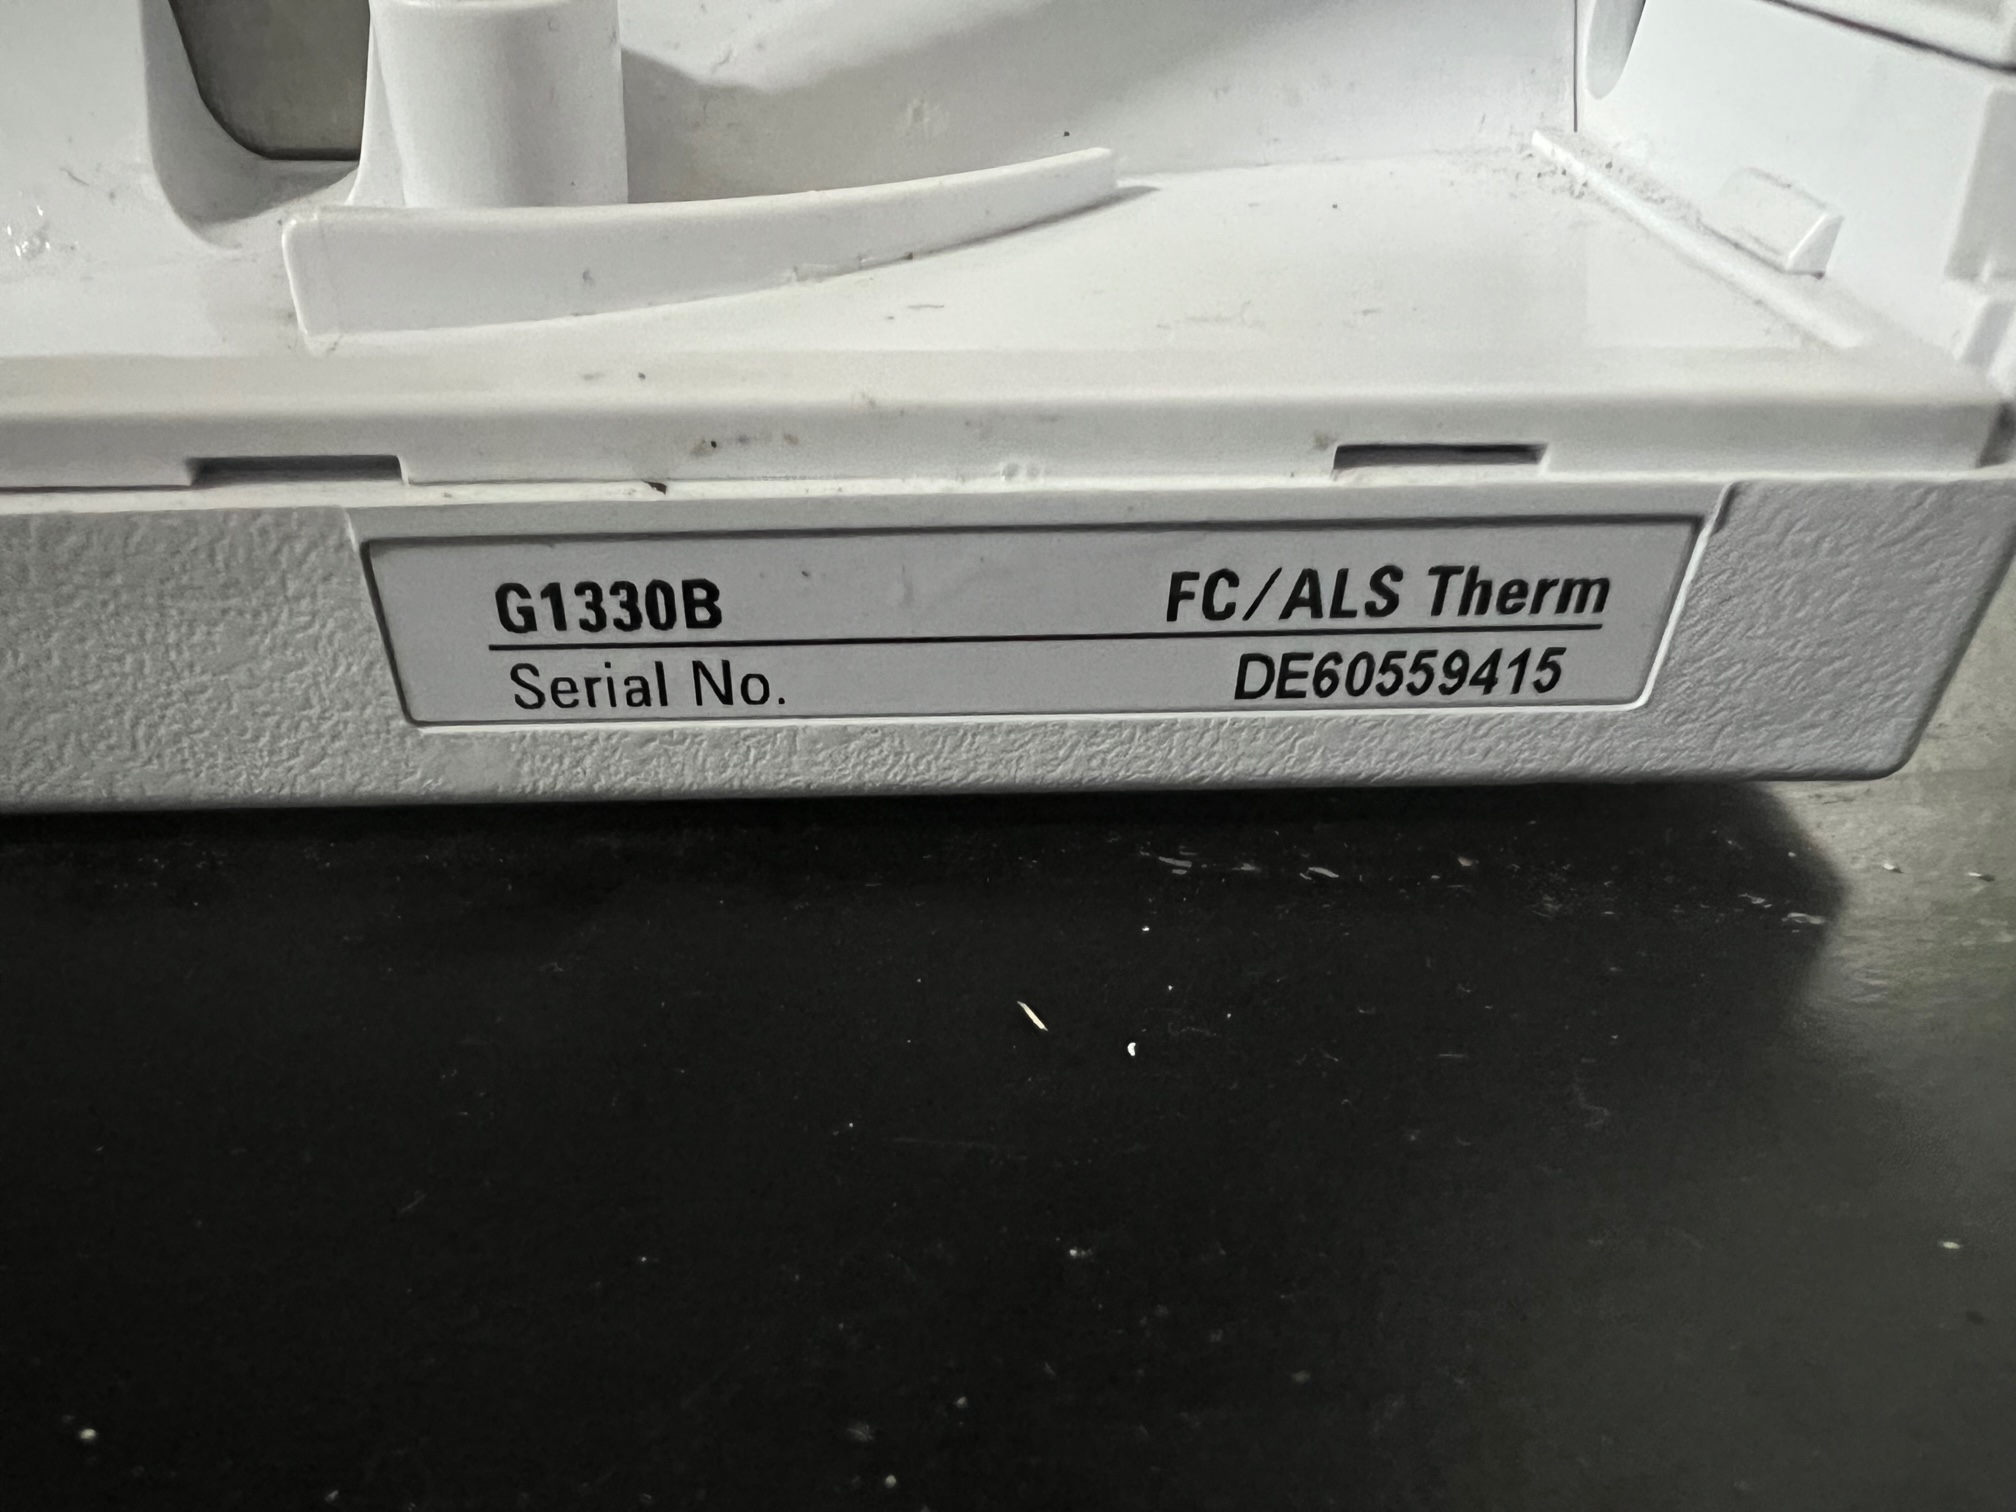 G1330B FC/ALS Therm
Serial No. DE60559415